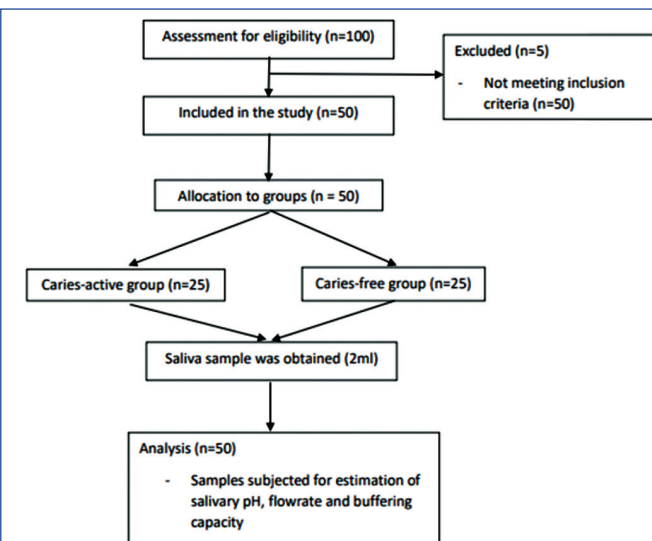 Assessment for eligibility (n=100)
Excluded (n=5)
- Not meeting inclusion
criteria (n=50)
Included in the study (n=50)
Allocation to groups (n = 50)
Caries-active group (n=25)
Caries-free group (n=25)
Saliva sample was obtained (2ml)
Analysis (n=50)
- Samples subjected for estimation of
salivary pH, flowrate and buffering
capacity